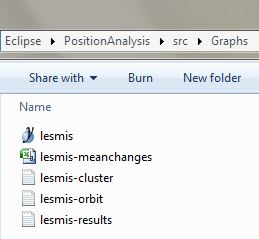 Eclipse PositionAnalysis src Graphs
Share with Burn New folder
Name
lesmis
lesmis-meanchanges
lesmis-cluster
lesmis-orbit
lesmis-results